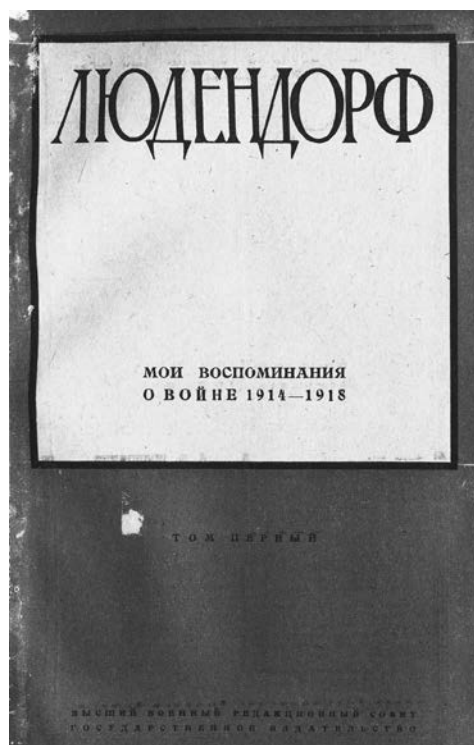 ЛЮДЕНДОРФ
МОИ ВОСПОМИНАНИЯ
О ВОЙНЕ 1914—1918
ТОМ ПЕРВЫЙ
ВЫСШИЙ ВОЕННЫЙ РЕДАКЦИОННЫЙ СОВЕТ
ГОСУДАРСТВЕННОЕ ИЗДАТЕЛЬСТВО